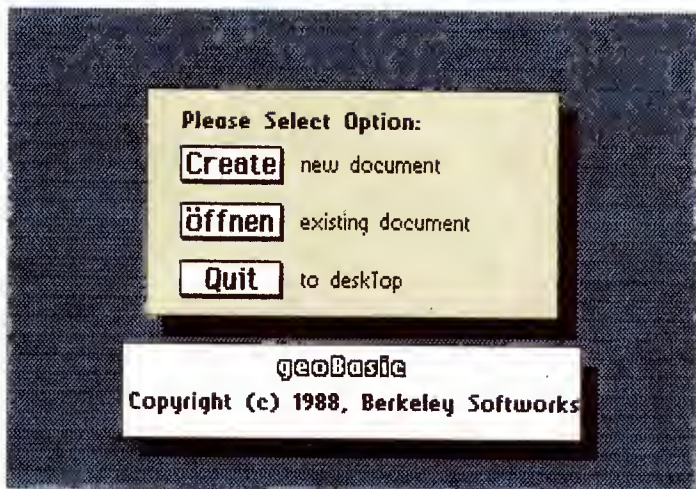 Please Select Option:
Create new document
öffnen existing document
Quit to deskTop
geoBasic
Copyright (c) 1988, Berkeley Softworks